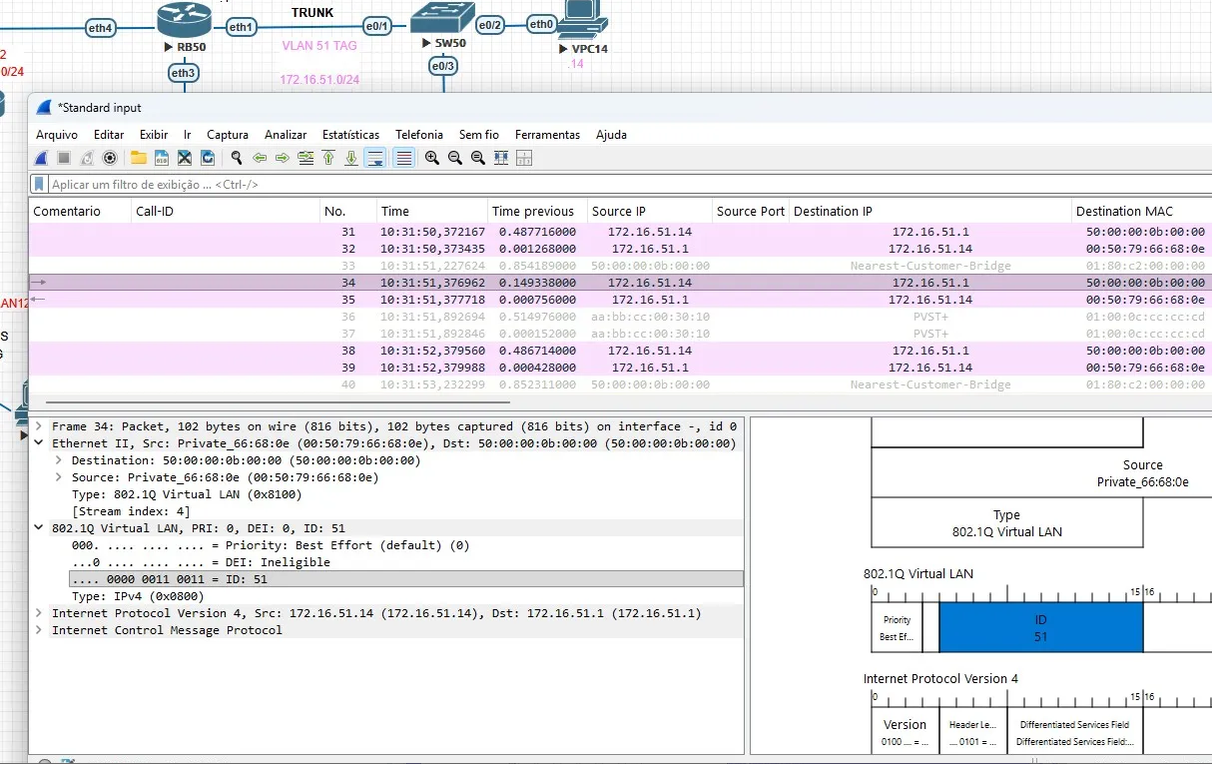 TRUNK
eth4
eth1
e0/1
e0/2
eth0
RB50
VLAN 51 TAG
SW50
VPC14
.14
2
0/24
eth3
172.16.51.0/24
e0/3
*Standard input
Arquivo Editar Exibir Ir Captura Analizar Estatísticas Telefonia Sem fio Ferramentas Ajuda
Aplicar um filtro de exibição ... <Ctrl-/>
Comentario Call-ID No. Time Time previous Source IP Source Port Destination IP Destination MAC
31 10:31:50,372167 0.487716000 172.16.51.14 172.16.51.1 50:00:00:0b:00:00
32 10:31:50,373435 0.001268000 172.16.51.1 172.16.51.14 00:50:79:66:68:0e
33 10:31:51,227624 0.854189000 50:00:00:0b:00:00 Nearest-Customer-Bridge 01:80:c2:00:00:00
34 10:31:51,376962 0.149338000 172.16.51.14 172.16.51.1 50:00:00:0b:00:00
35 10:31:51,377718 0.000756000 172.16.51.1 172.16.51.14 00:50:79:66:68:0e
36 10:31:51,892694 0.514976000 aa:bb:cc:00:30:10 PVST+ 01:00:0c:cc:cc:cd
37 10:31:51,892846 0.000152000 aa:bb:cc:00:30:10 PVST+ 01:00:0c:cc:cc:cd
38 10:31:52,379560 0.486714000 172.16.51.14 172.16.51.1 50:00:00:0b:00:00
39 10:31:52,379988 0.000428000 172.16.51.1 172.16.51.14 00:50:79:66:68:0e
40 10:31:53,232299 0.852311000 50:00:00:0b:00:00 Nearest-Customer-Bridge 01:80:c2:00:00:00
AN12
S
Frame 34: Packet, 102 bytes on wire (816 bits), 102 bytes captured (816 bits) on interface -, id 0
Ethernet II, Src: Private_66:68:0e (00:50:79:66:68:0e), Dst: 50:00:00:0b:00:00 (50:00:00:0b:00:00)
Destination: 50:00:00:0b:00:00 (50:00:00:0b:00:00)
Source: Private_66:68:0e (00:50:79:66:68:0e)
Type: 802.1Q Virtual LAN (0x8100)
[Stream index: 4]
802.1Q Virtual LAN, PRI: 0, DEI: 0, ID: 51
000. .... .... .... = Priority: Best Effort (default) (0)
...0 .... .... .... = DEI: Ineligible
.... 0000 0011 0011 = ID: 51
Type: IPv4 (0x0800)
Internet Protocol Version 4, Src: 172.16.51.14 (172.16.51.14), Dst: 172.16.51.1 (172.16.51.1)
Internet Control Message Protocol
Source
Private_66:68:0e
Type
802.1Q Virtual LAN
802.1Q Virtual LAN
0 15 16
Priority
Best Ef...
ID
51
Internet Protocol Version 4
0 15 16
Version
0100 .... = ...
Header Le...
.... 0101 = ...
Differentiated Services Field
Differentiated Services Field:...